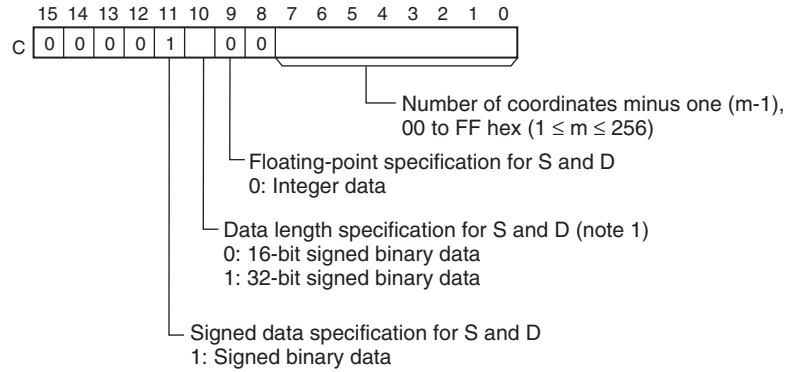 15 14 13 12 11 10 9 8 7 6 5 4 3 2 1 0
C 0 0 0 0 1 0 0
Number of coordinates minus one (m-1),
00 to FF hex (1 ≤ m ≤ 256)
Floating-point specification for S and D
0: Integer data
Data length specification for S and D (note 1)
0: 16-bit signed binary data
1: 32-bit signed binary data
Signed data specification for S and D
1: Signed binary data